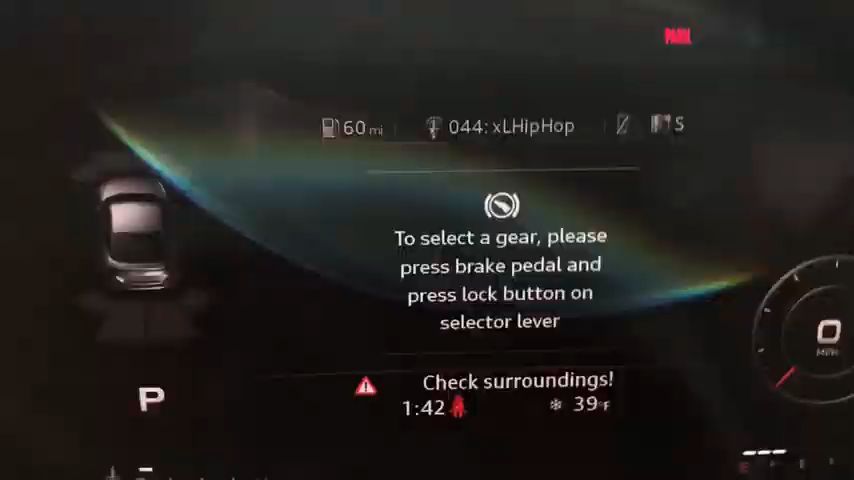 PARK
60 mi
044: xLHipHop
S
To select a gear, please
press brake pedal and
press lock button on
selector lever
Check surroundings!
1:42
39°F
P
0
MPH